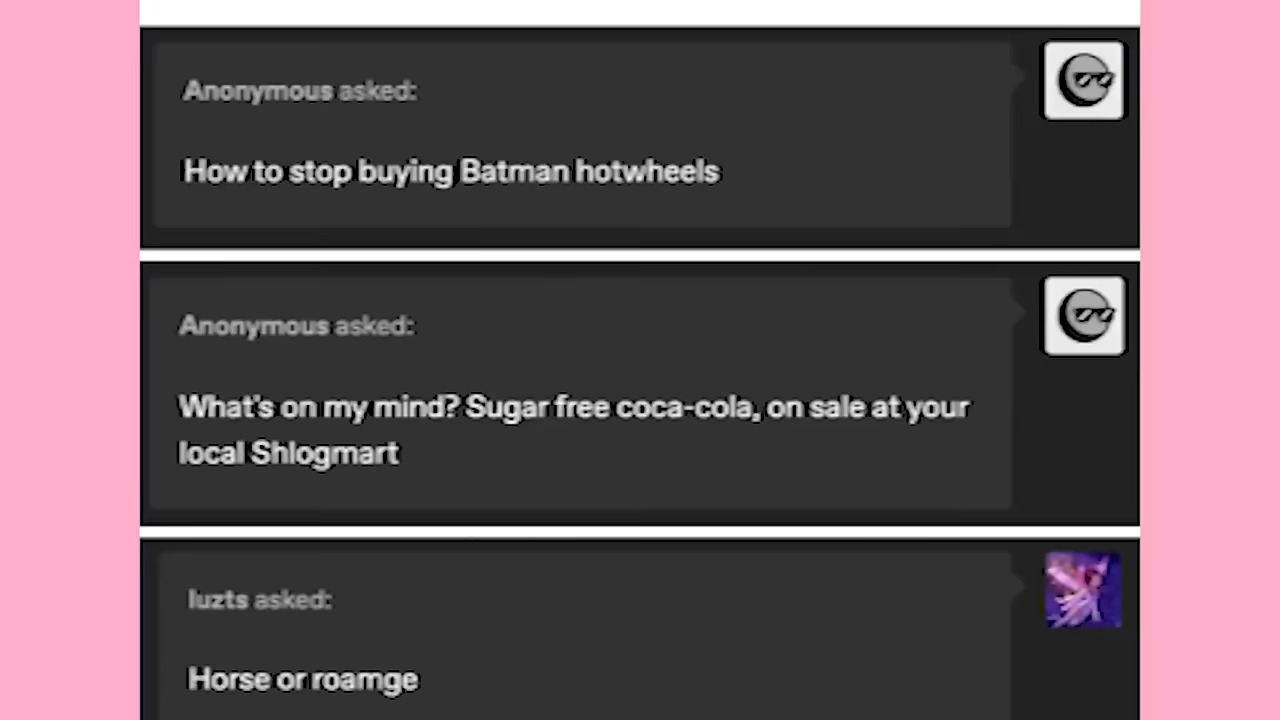 Anonymous asked:
How to stop buying Batman hotwheels
Anonymous asked:
What's on my mind? Sugar free coca-cola, on sale at your
local Shlogmart
luzts asked:
Horse or roamge